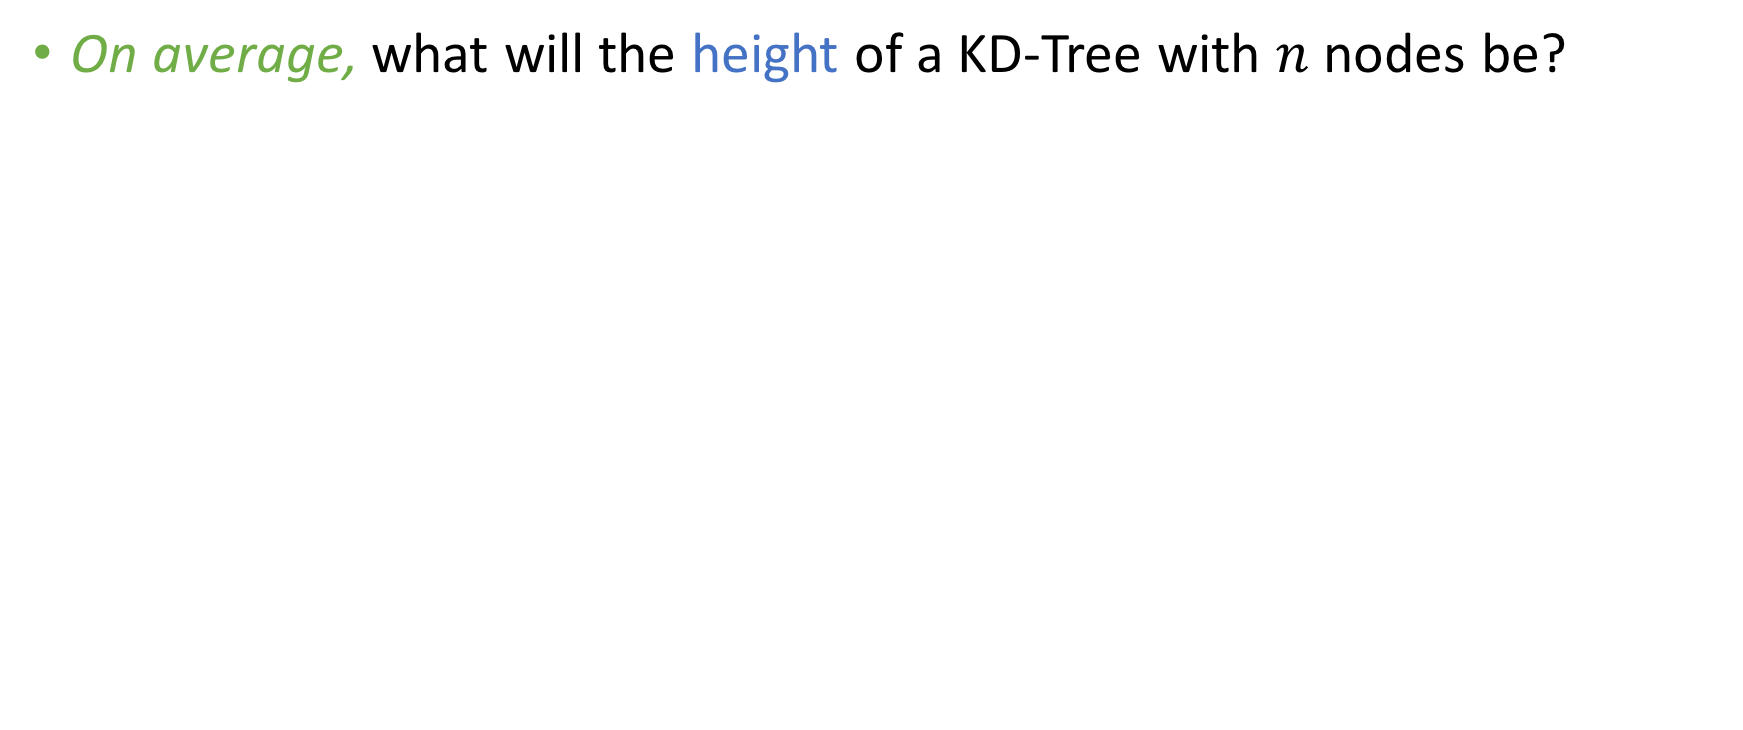 • On average, what will the height of a KD-Tree with n nodes be?